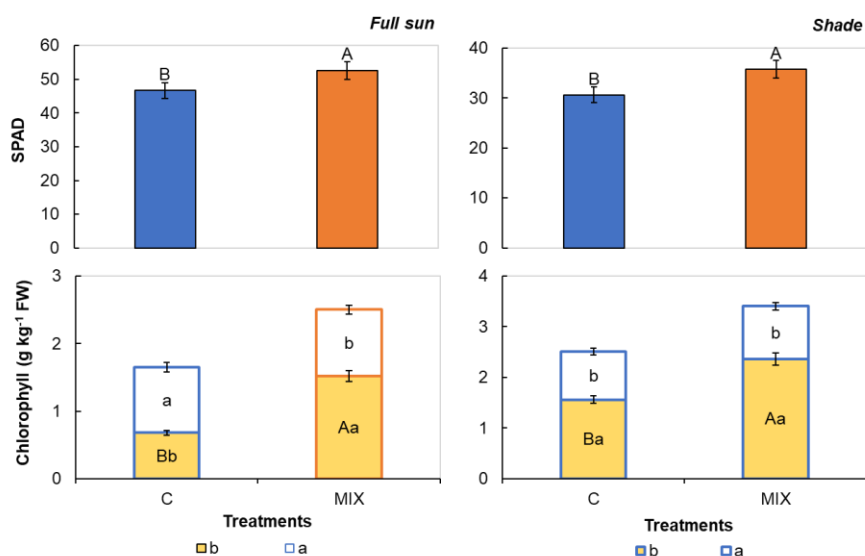 Full sun
60
50
40
30
20
10
0
SPAD
B
A
Shade
40
30
20
10
0
B
A
3
2
1
0
Chlorophyll (g kg⁻¹ FW)
a
Bb
b
Aa
C MIX
Treatments
b a
4
3
2
1
0
b
Ba
b
Aa
C MIX
Treatments
b a